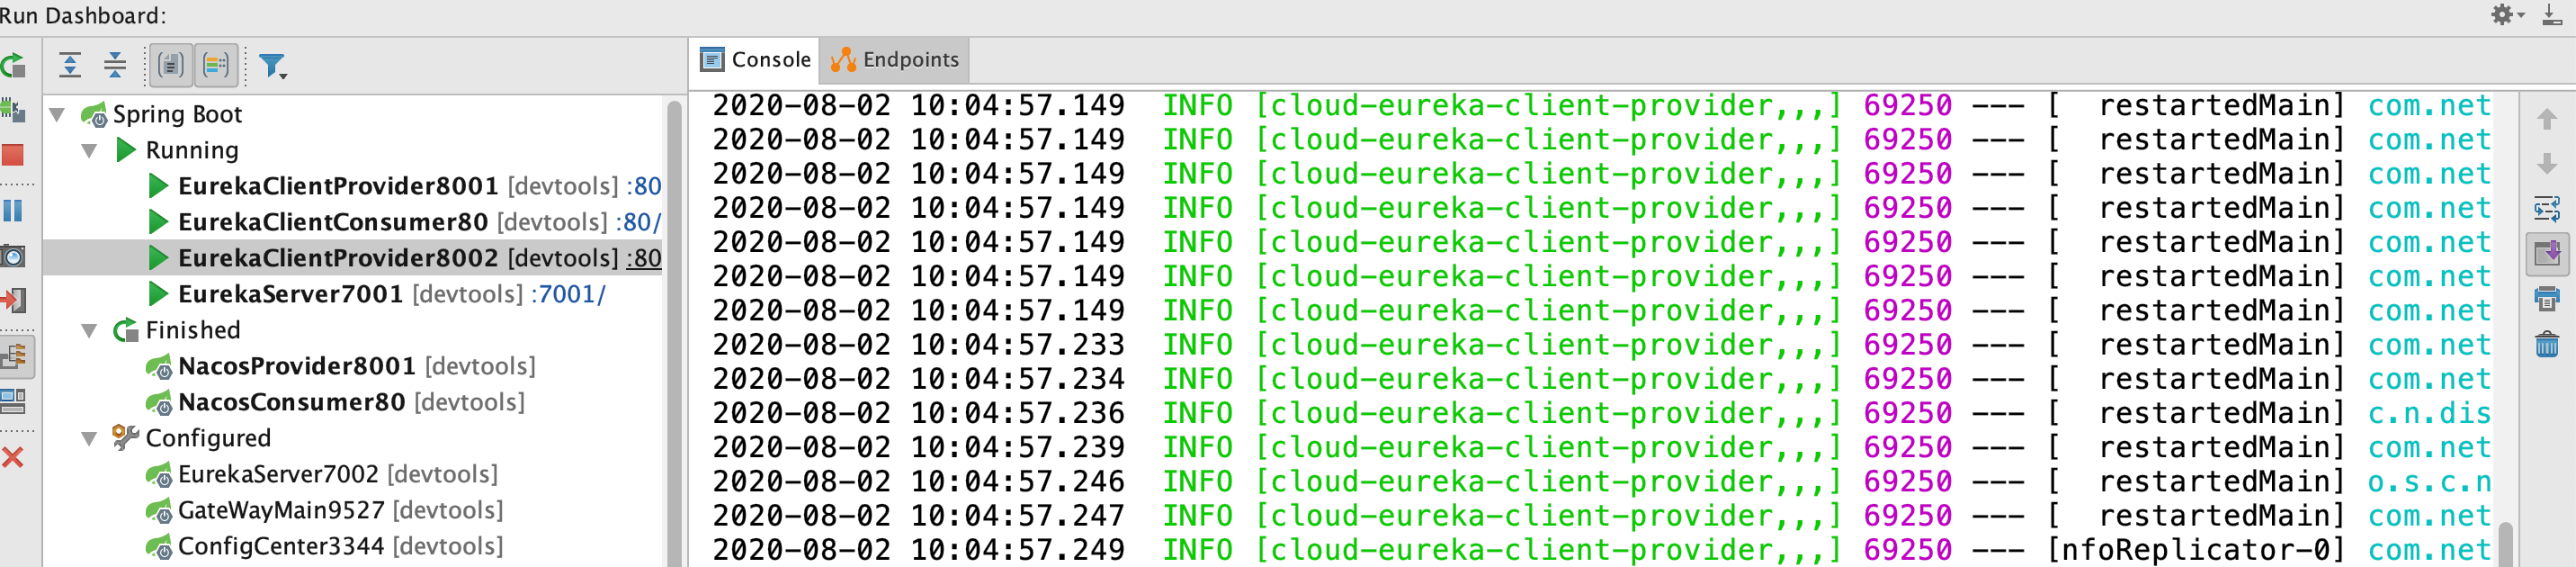 Run Dashboard:
Console
Endpoints
Spring Boot
Running
EurekaClientProvider8001 [devtools] :80
EurekaClientConsumer80 [devtools] :80/
EurekaClientProvider8002 [devtools] :80
EurekaServer7001 [devtools] :7001/
Finished
NacosProvider8001 [devtools]
NacosConsumer80 [devtools]
Configured
EurekaServer7002 [devtools]
GateWayMain9527 [devtools]
ConfigCenter3344 [devtools]
2020-08-02 10:04:57.149  INFO [cloud-eureka-client-provider,,,] 69250 --- [  restartedMain] com.net
2020-08-02 10:04:57.149  INFO [cloud-eureka-client-provider,,,] 69250 --- [  restartedMain] com.net
2020-08-02 10:04:57.149  INFO [cloud-eureka-client-provider,,,] 69250 --- [  restartedMain] com.net
2020-08-02 10:04:57.149  INFO [cloud-eureka-client-provider,,,] 69250 --- [  restartedMain] com.net
2020-08-02 10:04:57.149  INFO [cloud-eureka-client-provider,,,] 69250 --- [  restartedMain] com.net
2020-08-02 10:04:57.149  INFO [cloud-eureka-client-provider,,,] 69250 --- [  restartedMain] com.net
2020-08-02 10:04:57.149  INFO [cloud-eureka-client-provider,,,] 69250 --- [  restartedMain] com.net
2020-08-02 10:04:57.233  INFO [cloud-eureka-client-provider,,,] 69250 --- [  restartedMain] com.net
2020-08-02 10:04:57.234  INFO [cloud-eureka-client-provider,,,] 69250 --- [  restartedMain] com.net
2020-08-02 10:04:57.236  INFO [cloud-eureka-client-provider,,,] 69250 --- [  restartedMain] c.n.dis
2020-08-02 10:04:57.239  INFO [cloud-eureka-client-provider,,,] 69250 --- [  restartedMain] com.net
2020-08-02 10:04:57.246  INFO [cloud-eureka-client-provider,,,] 69250 --- [  restartedMain] o.s.c.n
2020-08-02 10:04:57.247  INFO [cloud-eureka-client-provider,,,] 69250 --- [  restartedMain] com.net
2020-08-02 10:04:57.249  INFO [cloud-eureka-client-provider,,,] 69250 --- [nfoReplicator-0] com.net